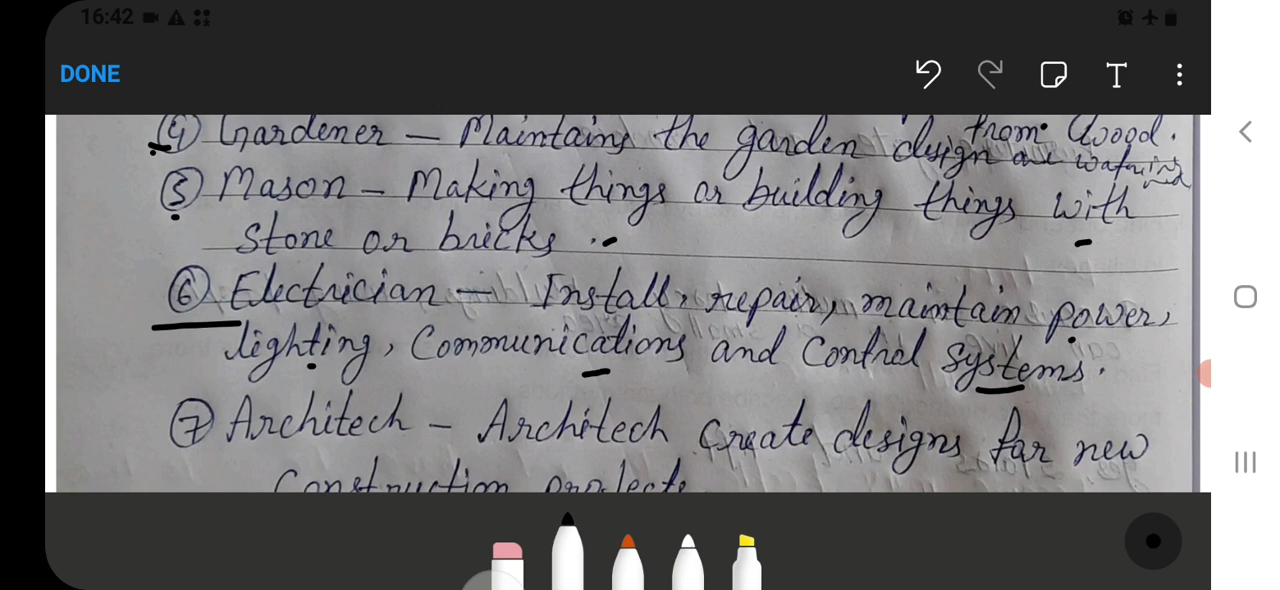 16:42
DONE
T
from Wood.
④ Gardener — Maintains the garden design
⑤ Mason — Making things or building things with
Stone or bricks.
⑥ Electrician — Install, repair, maintain power,
lighting, Communications and Control Systems.
⑦ Architech — Architech Create designs for new
Construction projects